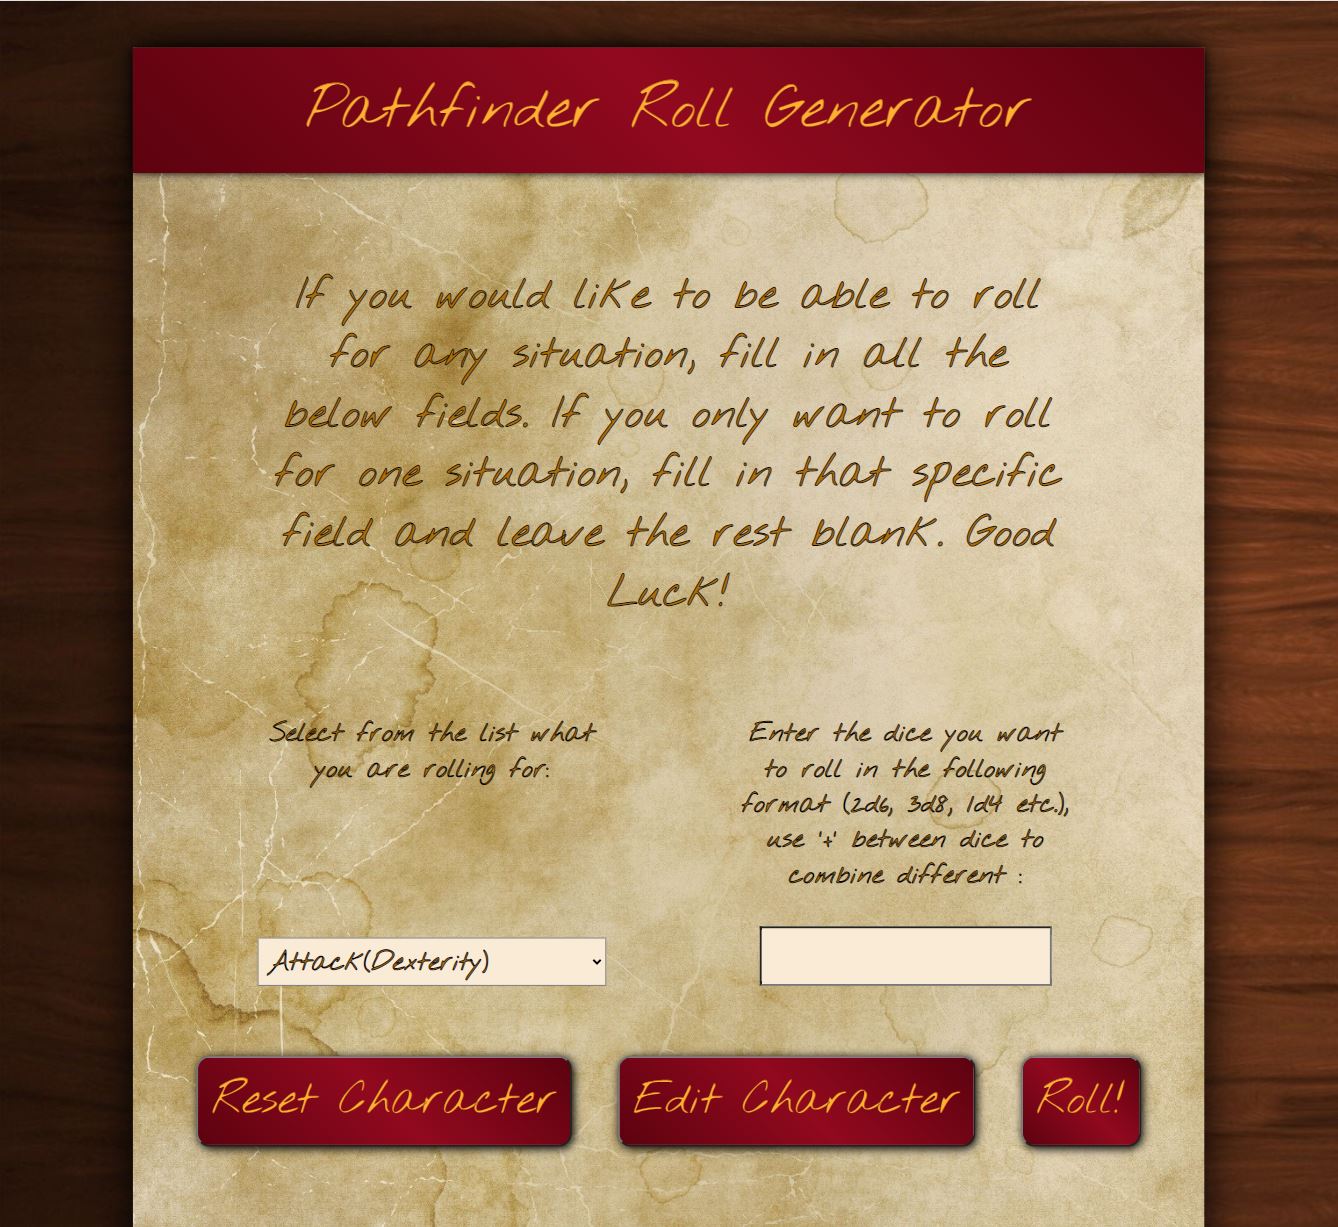 Pathfinder Roll Generator
If you would like to be able to roll
for any situation, fill in all the
below fields. If you only want to roll
for one situation, fill in that specific
field and leave the rest blank. Good
Luck!
Select from the list what
you are rolling for:
Enter the dice you want
to roll in the following
format (2d6, 3d8, 1d4 etc.),
use '+' between dice to
combine different :
Attack(Dexterity)
Reset Character
Edit Character
Roll!